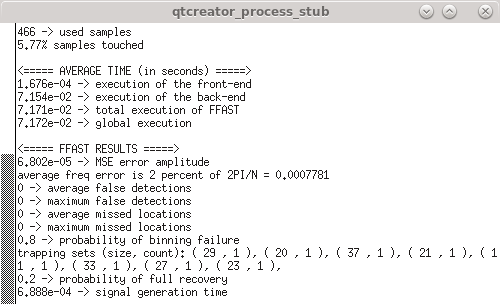 qtcreator_process_stub
466 -> used samples
5.77% samples touched
<===== AVERAGE TIME (in seconds) =====>
1.676e-04 -> execution of the front-end
7.154e-02 -> execution of the back-end
7.171e-02 -> total execution of FFAST
7.172e-02 -> global execution
<===== FFAST RESULTS =====>
6.802e-05 -> MSE error amplitude
average freq error is 2 percent of 2PI/N = 0.0007781
0 -> average false detections
0 -> maximum false detections
0 -> average missed locations
0 -> maximum missed locations
0.8 -> probability of binning failure
trapping sets (size, count): ( 29 , 1 ), ( 20 , 1 ), ( 37 , 1 ), ( 21 , 1 ), ( 1
1 , 1 ), ( 33 , 1 ), ( 27 , 1 ), ( 23 , 1 ),
0.2 -> probability of full recovery
6.888e-04 -> signal generation time